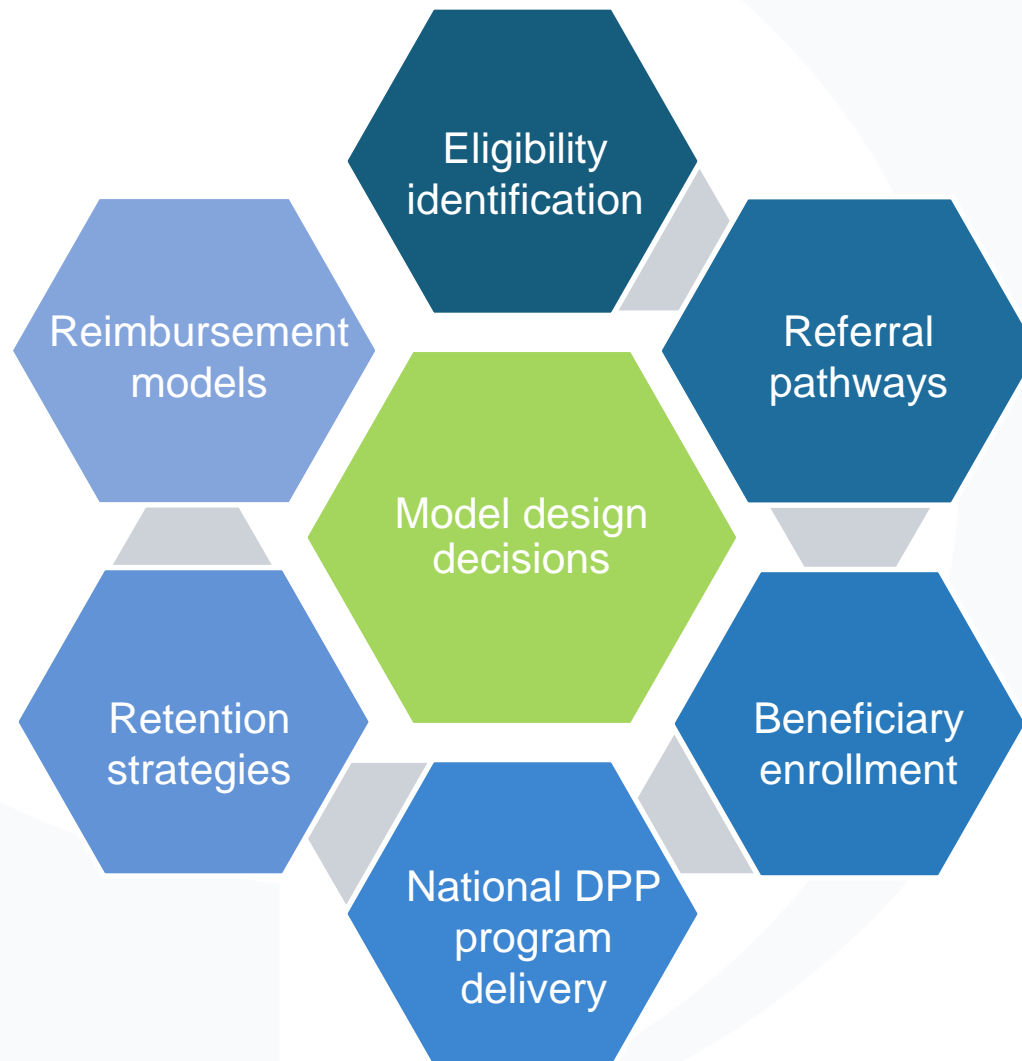 Eligibility
identification
Referral
pathways
Beneficiary
enrollment
National DPP
program
delivery
Retention
strategies
Reimbursement
models
Model design
decisions